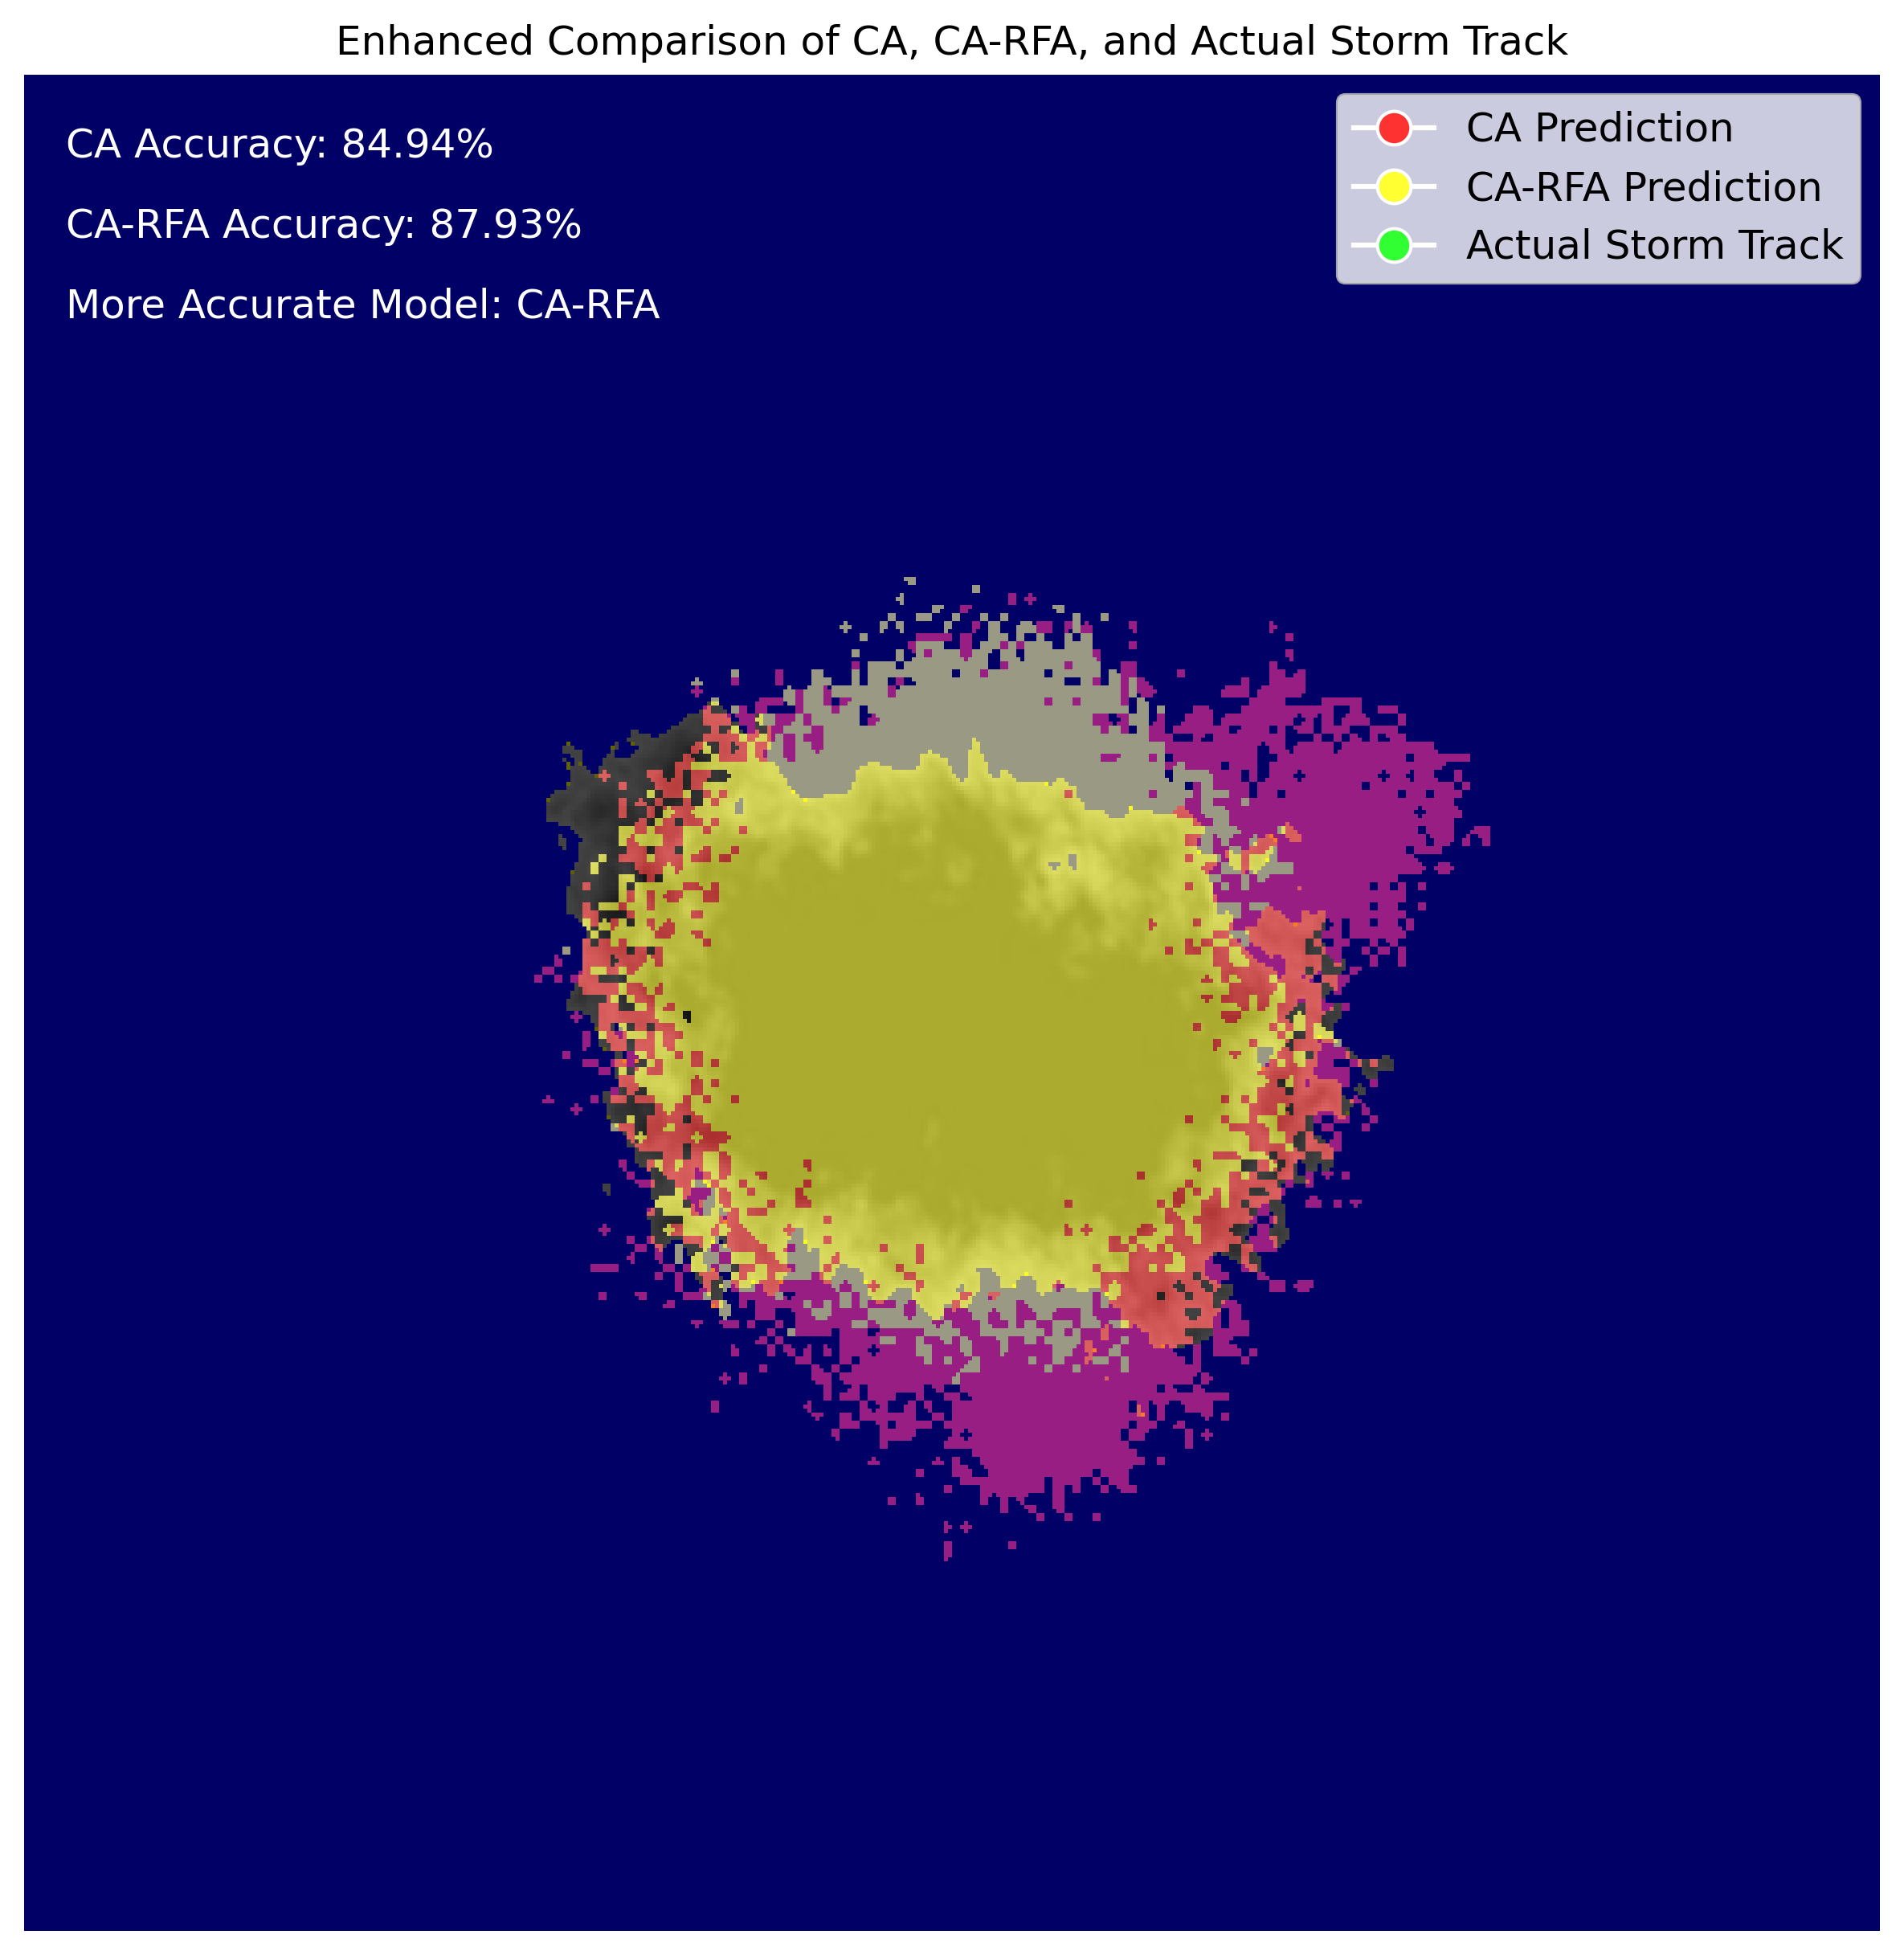 Enhanced Comparison of CA, CA-RFA, and Actual Storm Track
CA Accuracy: 84.94%
CA-RFA Accuracy: 87.93%
More Accurate Model: CA-RFA
CA Prediction
CA-RFA Prediction
Actual Storm Track